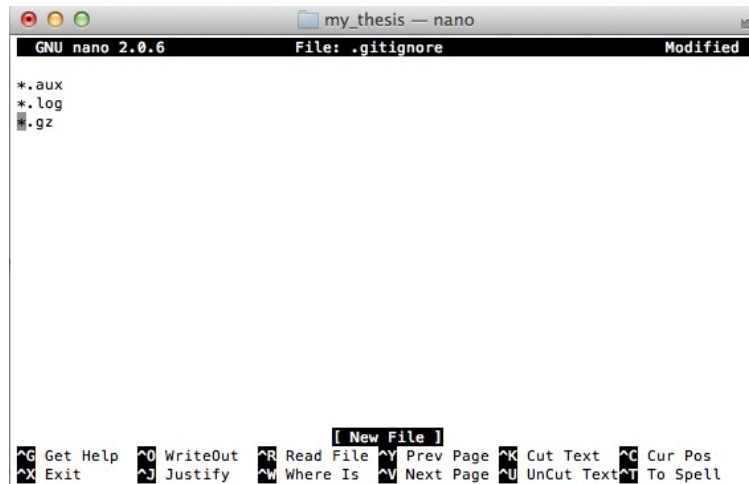 my_thesis — nano
GNU nano 2.0.6 File: .gitignore Modified
*.aux
*.log
*.gz
[ New File ]
^G Get Help ^O WriteOut ^R Read File ^Y Prev Page ^K Cut Text ^C Cur Pos
^X Exit ^J Justify ^W Where Is ^V Next Page ^U UnCut Text ^T To Spell